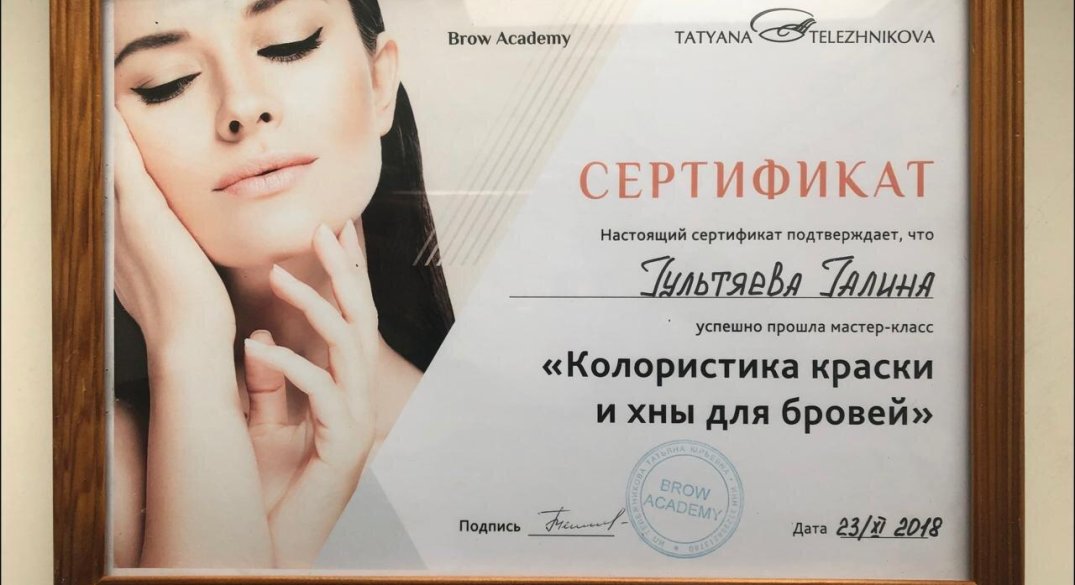 Brow Academy
TATYANA TELEZHNIKOVA
СЕРТИФИКАТ
Настоящий сертификат подтверждает, что
Гультяева Галина
успешно прошла мастер-класс
«Колористика краски
и хны для бровей»
BROW
ACADEMY
Подпись
Дата 23/XI 2018